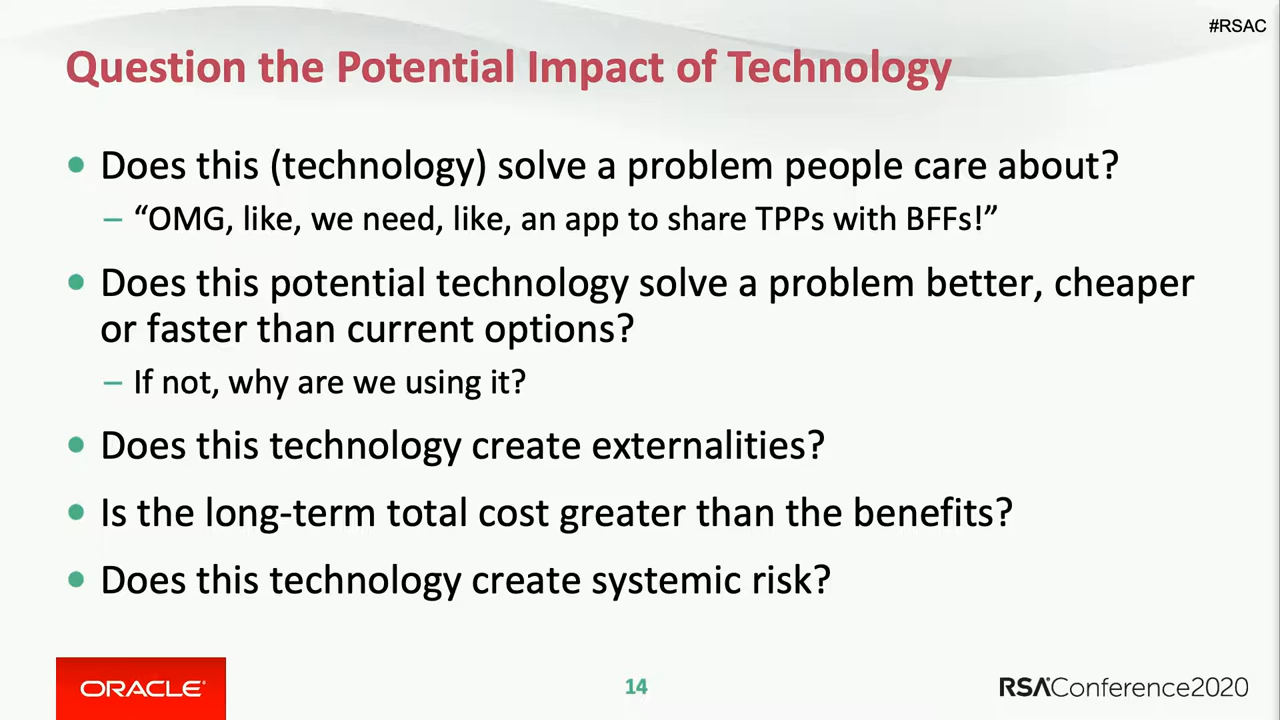 #RSAC
Question the Potential Impact of Technology
• Does this (technology) solve a problem people care about?
– “OMG, like, we need, like, an app to share TPPs with BFFs!”
• Does this potential technology solve a problem better, cheaper
or faster than current options?
– If not, why are we using it?
• Does this technology create externalities?
• Is the long-term total cost greater than the benefits?
• Does this technology create systemic risk?
ORACLE®
14
RSAConference2020